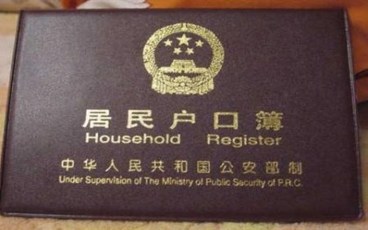 居民户口簿
Household Register
中华人民共和国公安部制
Under Supervision of The Ministry of Public Security of P.R.C.